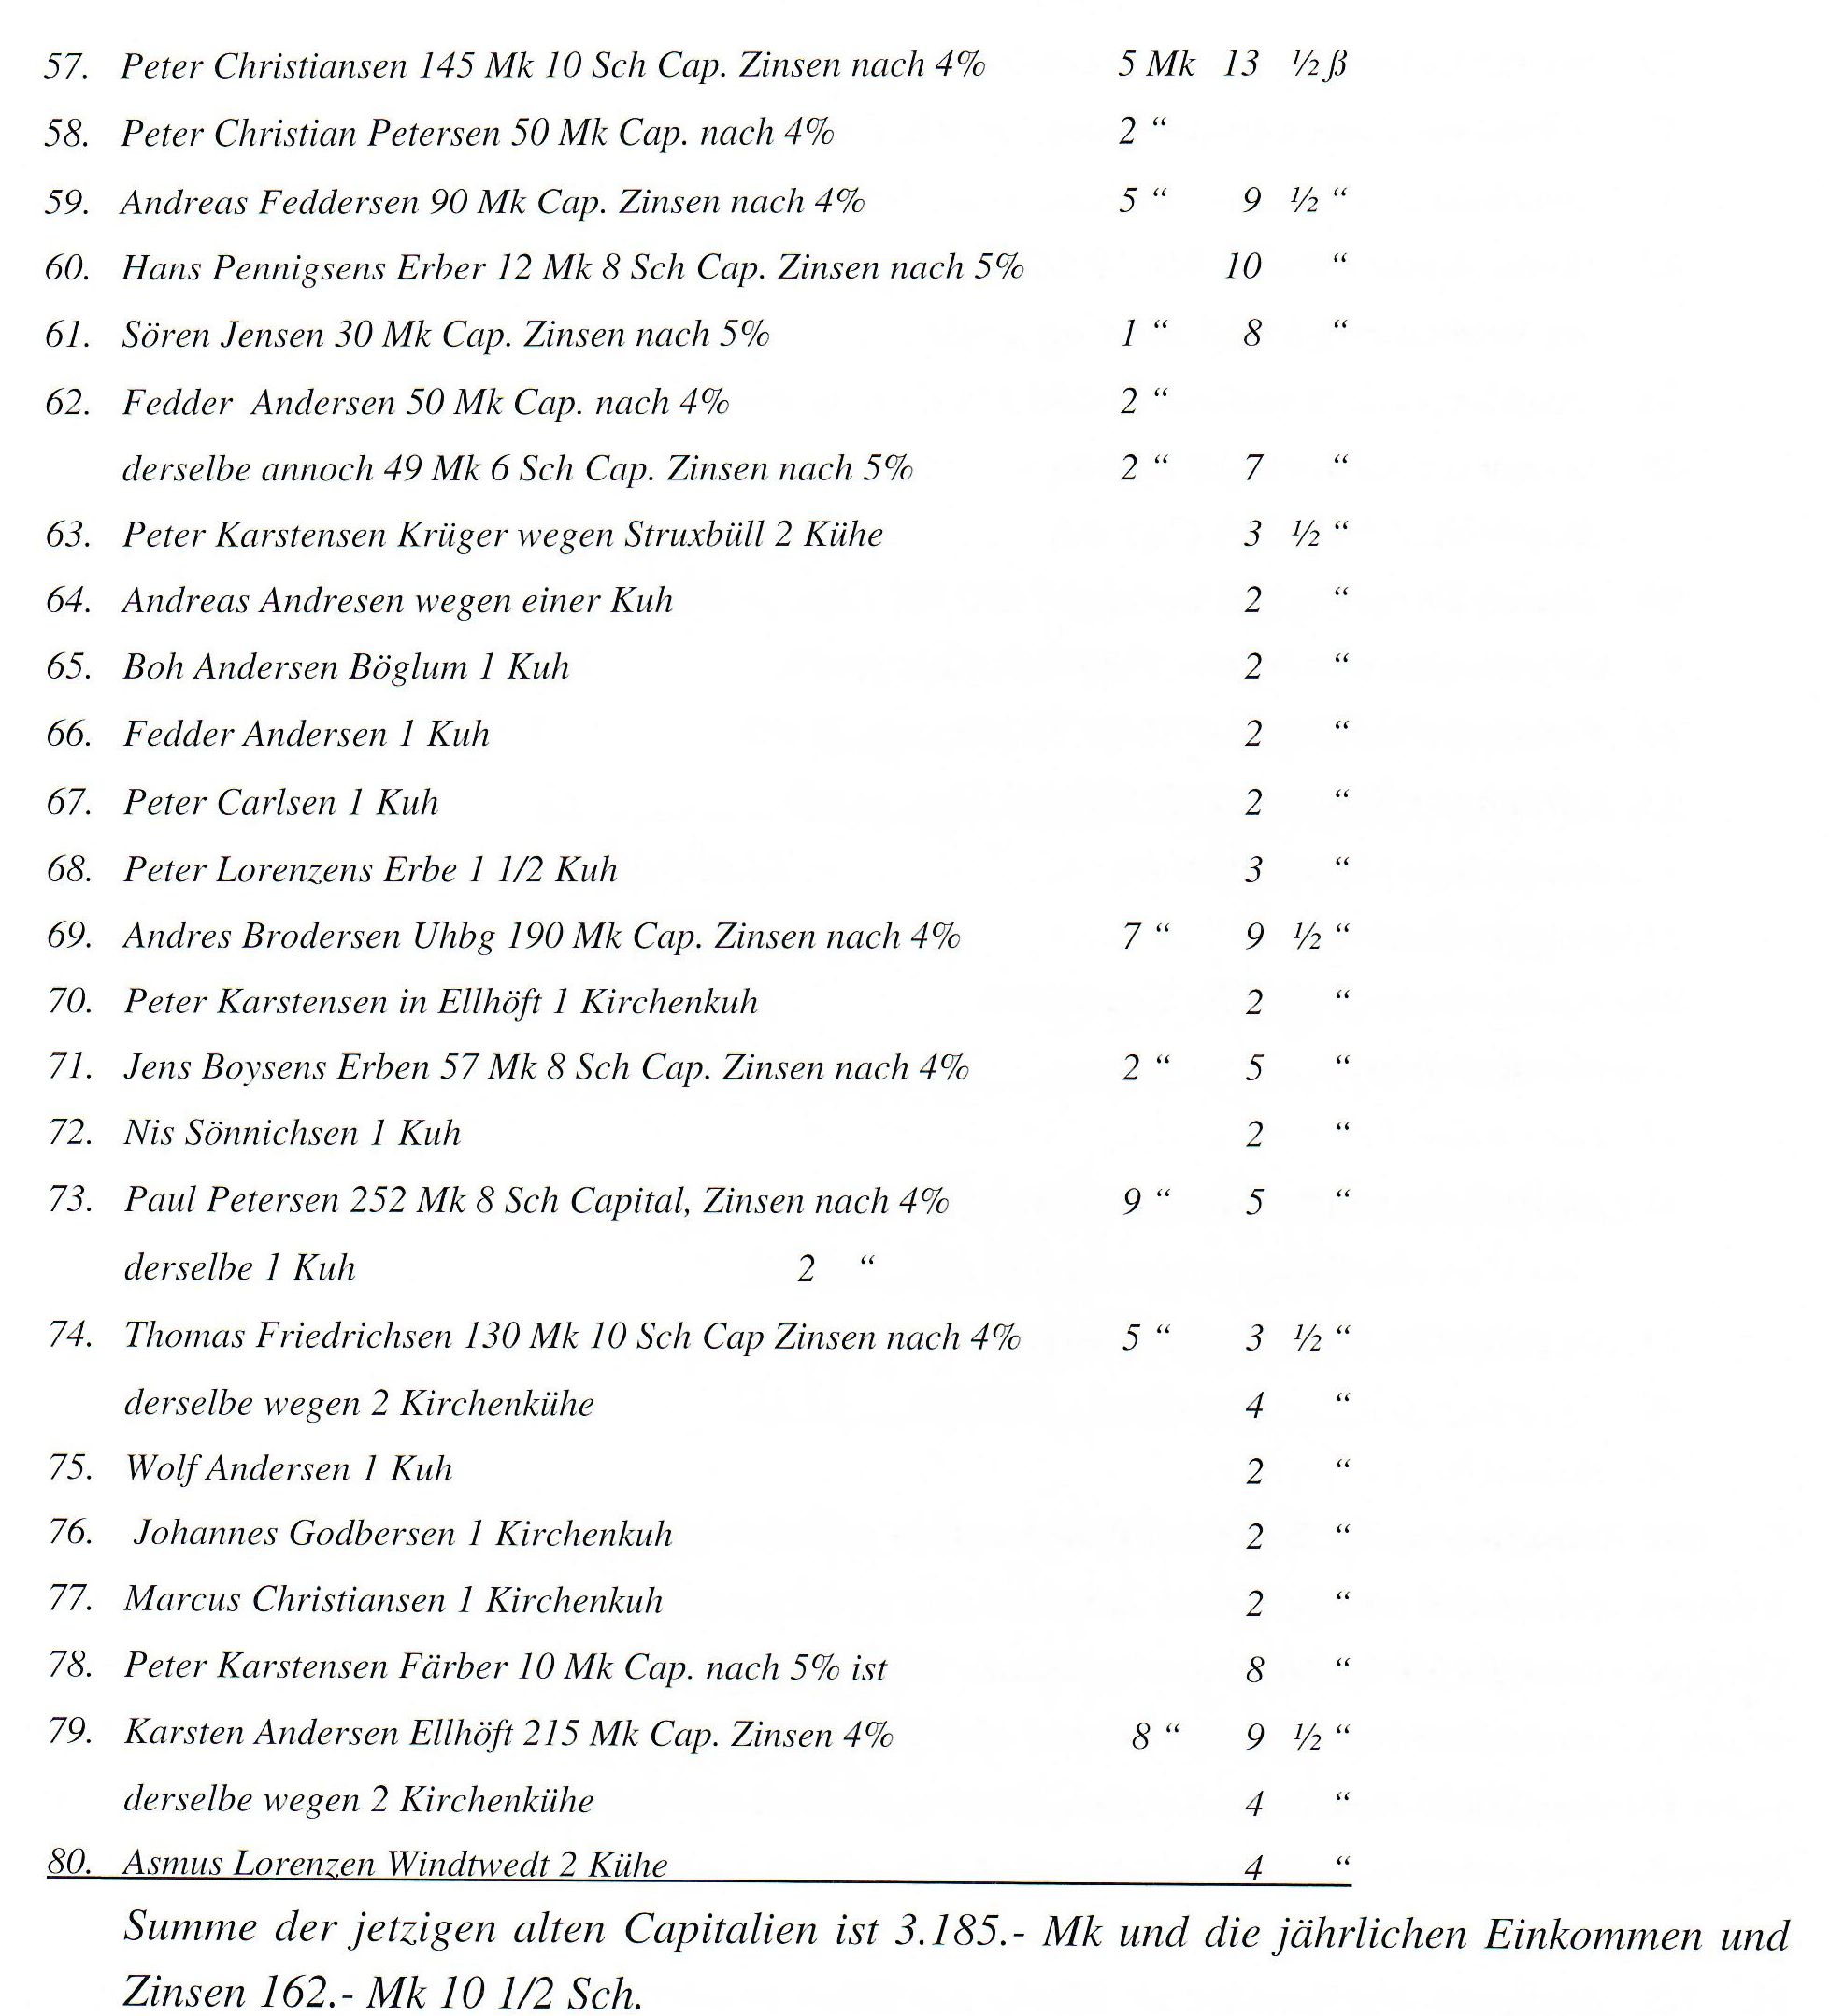 57. Peter Christiansen 145 Mk 10 Sch Cap. Zinsen nach 4% 5 Mk 13 ½ ß
58. Peter Christian Petersen 50 Mk Cap. nach 4% 2 “
59. Andreas Feddersen 90 Mk Cap. Zinsen nach 4% 5 “ 9 ½ “
60. Hans Pennigsens Erber 12 Mk 8 Sch Cap. Zinsen nach 5% 10 “
61. Sören Jensen 30 Mk Cap. Zinsen nach 5% 1 “ 8 “
62. Fedder Andersen 50 Mk Cap. nach 4% 2 “
derselbe annoch 49 Mk 6 Sch Cap. Zinsen nach 5% 2 “ 7 “
63. Peter Karstensen Krüger wegen Struxbüll 2 Kühe 3 ½ “
64. Andreas Andresen wegen einer Kuh 2 “
65. Boh Andersen Böglum 1 Kuh 2 “
66. Fedder Andersen 1 Kuh 2 “
67. Peter Carlsen 1 Kuh 2 “
68. Peter Lorenzens Erbe 1 1/2 Kuh 3 “
69. Andres Brodersen Uhbg 190 Mk Cap. Zinsen nach 4% 7 “ 9 ½ “
70. Peter Karstensen in Ellhöft 1 Kirchenkuh 2 “
71. Jens Boysens Erben 57 Mk 8 Sch Cap. Zinsen nach 4% 2 “ 5 “
72. Nis Sönnichsen 1 Kuh 2 “
73. Paul Petersen 252 Mk 8 Sch Capital, Zinsen nach 4% 9 “ 5 “
derselbe 1 Kuh 2 “
74. Thomas Friedrichsen 130 Mk 10 Sch Cap Zinsen nach 4% 5 “ 3 ½ “
derselbe wegen 2 Kirchenkühe 4 “
75. Wolf Andersen 1 Kuh 2 “
76. Johannes Godbersen 1 Kirchenkuh 2 “
77. Marcus Christiansen 1 Kirchenkuh 2 “
78. Peter Karstensen Färber 10 Mk Cap. nach 5% ist 8 “
79. Karsten Andersen Ellhöft 215 Mk Cap. Zinsen 4% 8 “ 9 ½ “
derselbe wegen 2 Kirchenkühe 4 “
80. Asmus Lorenzen Windtwedt 2 Kühe 4 “
Summe der jetzigen alten Capitalien ist 3.185.- Mk und die jährlichen Einkommen und
Zinsen 162.- Mk 10 1/2 Sch.